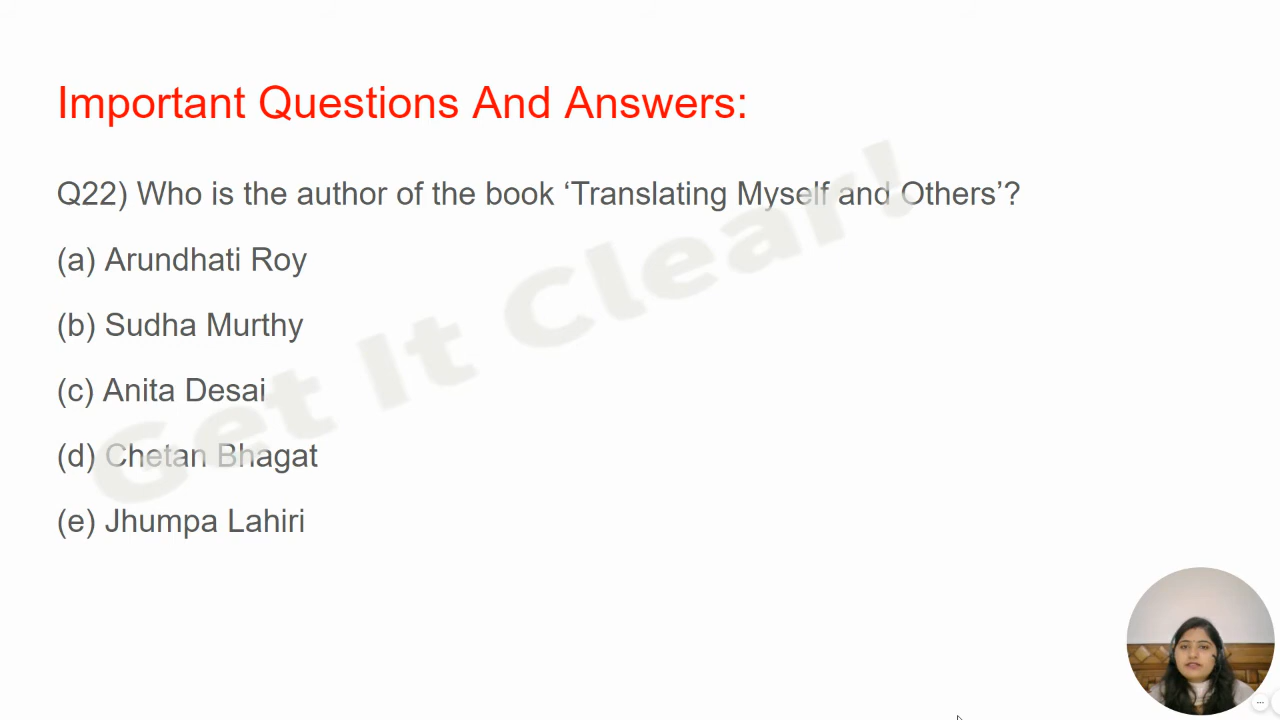 Important Questions And Answers:
Q22) Who is the author of the book ‘Translating Myself and Others’?
(a) Arundhati Roy
(b) Sudha Murthy
(c) Anita Desai
(d) Chetan Bhagat
(e) Jhumpa Lahiri
Get It Clear!